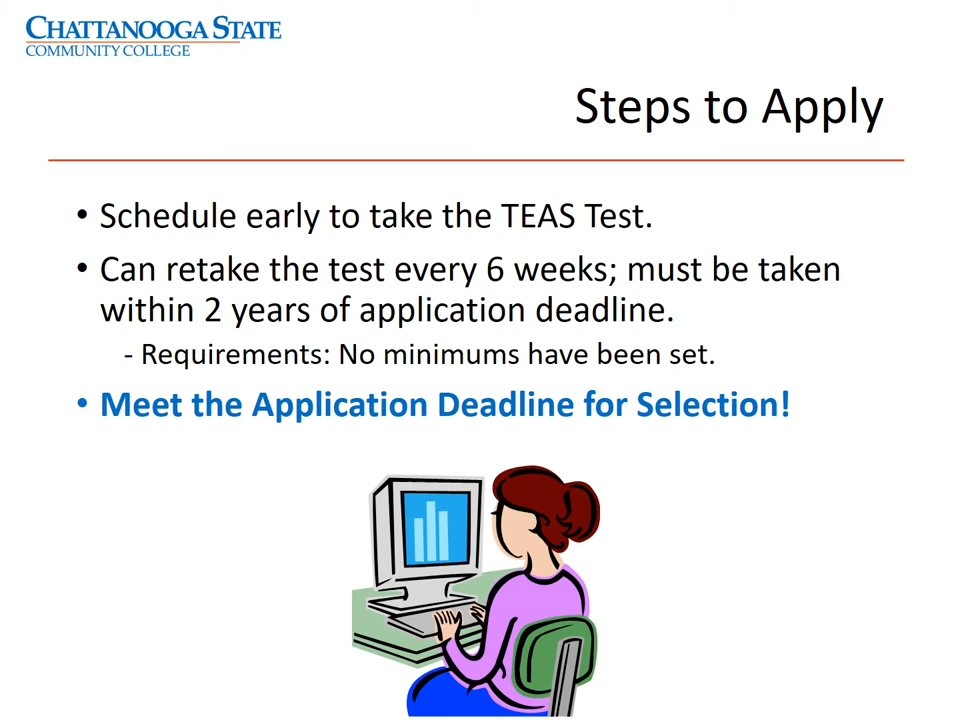 CHATTANOOGA STATE
COMMUNITY COLLEGE
Steps to Apply
• Schedule early to take the TEAS Test.
• Can retake the test every 6 weeks; must be taken
within 2 years of application deadline.
- Requirements: No minimums have been set.
• Meet the Application Deadline for Selection!